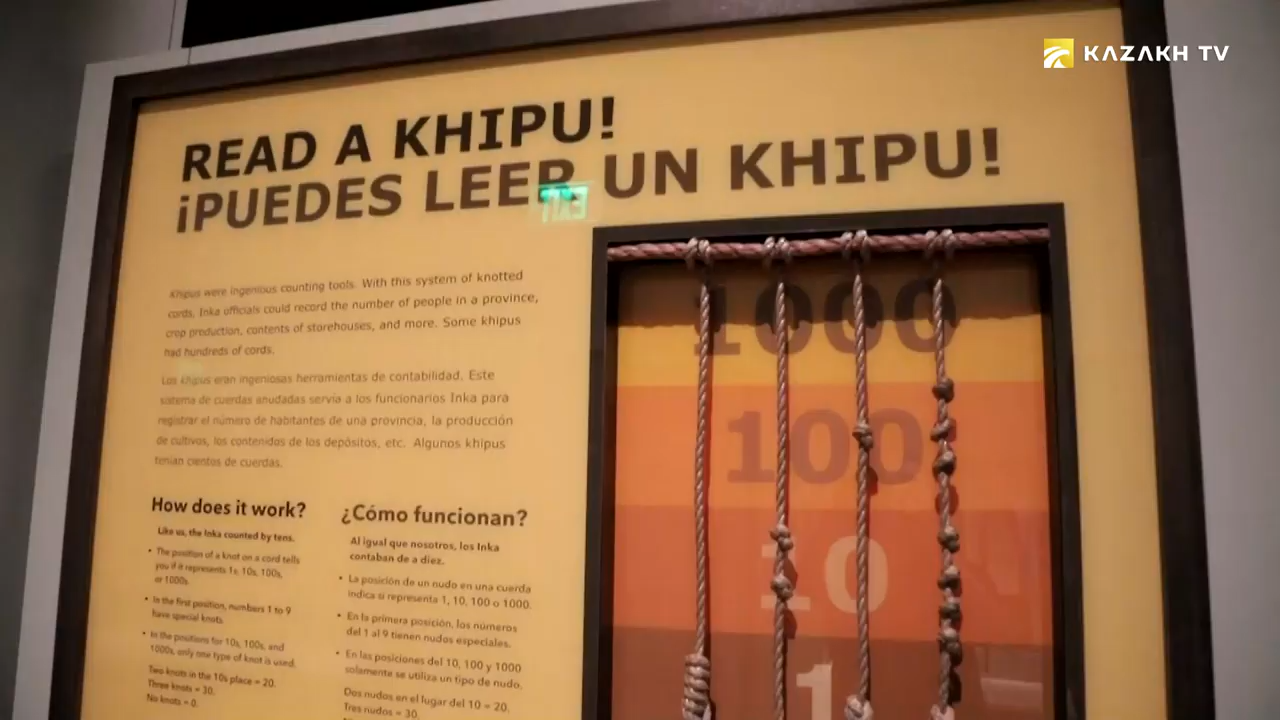 KAZAKH TV
READ A KHIPU!
¡PUEDES LEER UN KHIPU!
EXIT
Khipus were ingenious counting tools. With this system of knotted
cords, Inka officials could record the number of people in a province,
crop production, contents of storehouses, and more. Some khipus
had hundreds of cords.
Los khipus eran ingeniosas herramientas de contabilidad. Este
sistema de cuerdas anudadas servía a los funcionarios Inka para
registrar el número de habitantes de una provincia, la producción
de cultivos, los contenidos de los depósitos, etc. Algunos khipus
tenían cientos de cuerdas.
How does it work?
Like us, the Inka counted by tens.
• The position of a knot on a cord tells
you if it represents 1s, 10s, 100s,
or 1000s.
• In the first position, numbers 1 to 9
have special knots.
• In the positions for 10s, 100s, and
1000s, only one type of knot is used.
Two knots in the 10s place = 20.
Three knots = 30.
No knots = 0.
¿Cómo funcionan?
Al igual que nosotros, los Inka
contaban de a diez.
• La posición de un nudo en una cuerda
indica si representa 1, 10, 100 o 1000.
• En la primera posición, los números
del 1 al 9 tienen nudos especiales.
• En las posiciones del 10, 100 y 1000
solamente se utiliza un tipo de nudo.
Dos nudos en el lugar del 10 = 20.
Tres nudos = 30
1000
100
10
1